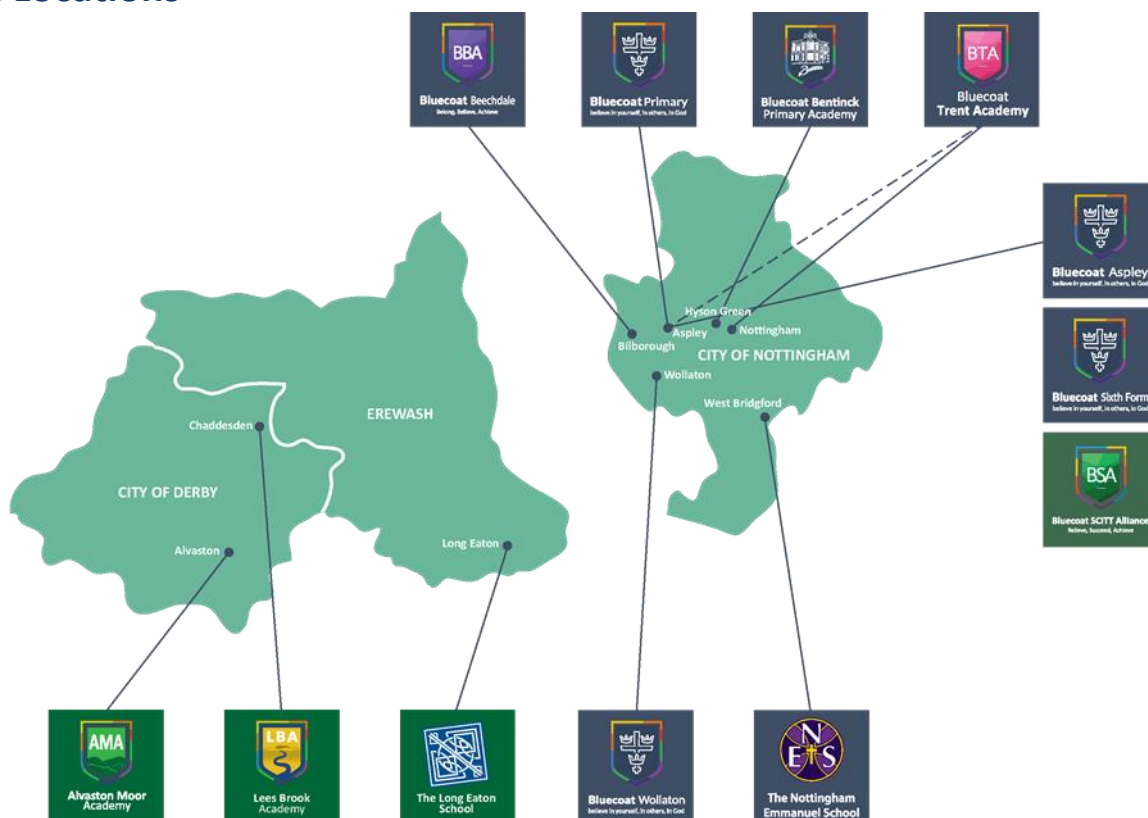 Locations
BBA
Bluecoat Beechdale
Belong, Believe, Achieve
Bluecoat Primary
believe in yourself, in others, in God
Bluecoat Bentinck
Primary Academy
BTA
Bluecoat
Trent Academy
Bluecoat Aspley
believe in yourself, in others, in God
Bluecoat Sixth Form
believe in yourself, in others, in God
BSA
Bluecoat SCITT Alliance
Believe, Succeed, Achieve
Hyson Green
Aspley
Nottingham
Bilborough
CITY OF NOTTINGHAM
Wollaton
West Bridgford
EREWASH
Chaddesden
CITY OF DERBY
Long Eaton
Alvaston
AMA
Alvaston Moor
Academy
LBA
Lees Brook
Academy
The Long Eaton
School
Bluecoat Wollaton
believe in yourself, in others, in God
N
E S
The Nottingham
Emmanuel School